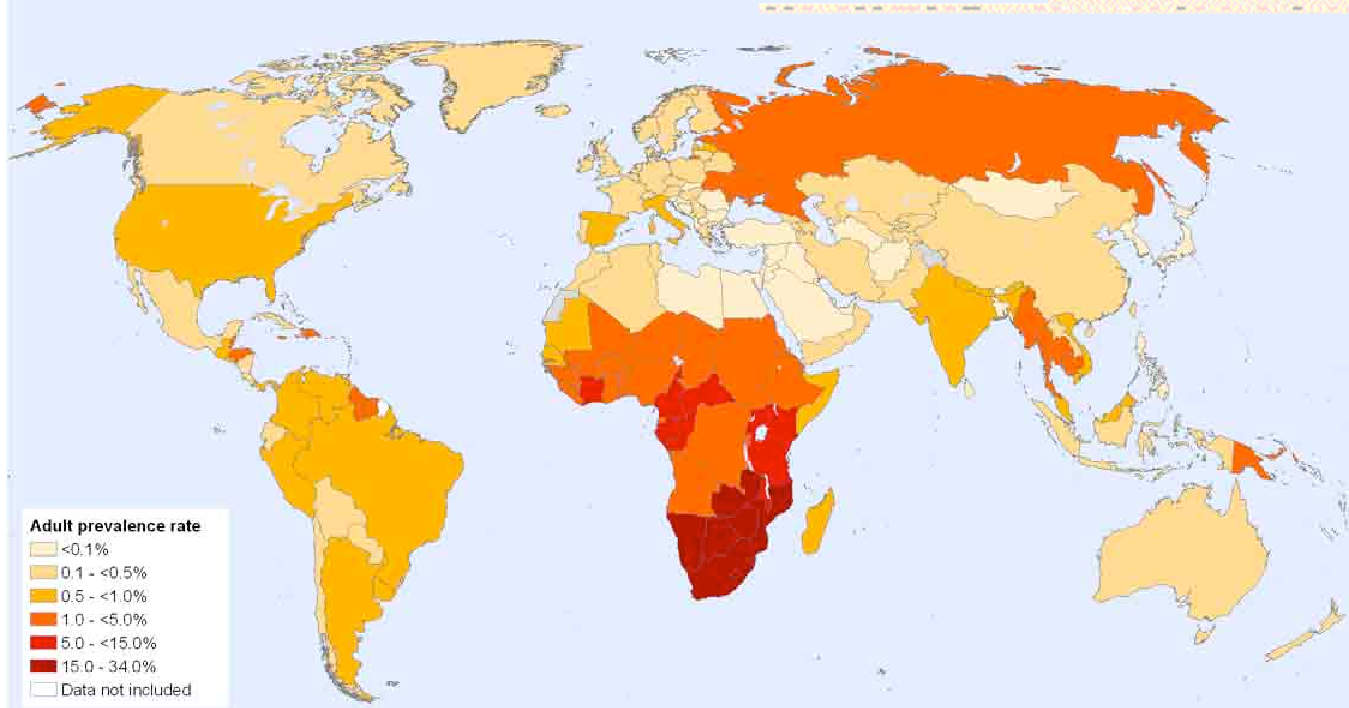 Adult prevalence rate
<0.1%
0.1 - <0.5%
0.5 - <1.0%
1.0 - <5.0%
5.0 - <15.0%
15.0 - 34.0%
Data not included